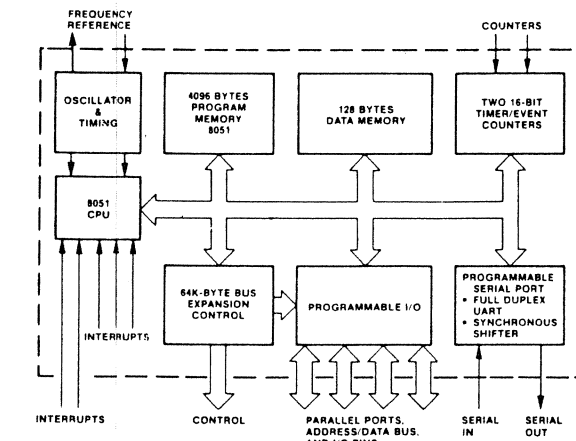 FREQUENCY
REFERENCE
COUNTERS
OSCILLATOR
&
TIMING
4096 BYTES
PROGRAM
MEMORY
8051
128 BYTES
DATA MEMORY
TWO 16-BIT
TIMER/EVENT
COUNTERS
8051
CPU
64K-BYTE BUS
EXPANSION
CONTROL
PROGRAMMABLE I/O
PROGRAMMABLE
SERIAL PORT
• FULL DUPLEX
UART
• SYNCHRONOUS
SHIFTER
INTERRUPTS
INTERRUPTS
CONTROL
PARALLEL PORTS,
ADDRESS/DATA BUS,
AND I/O PINS
SERIAL
IN
SERIAL
OUT